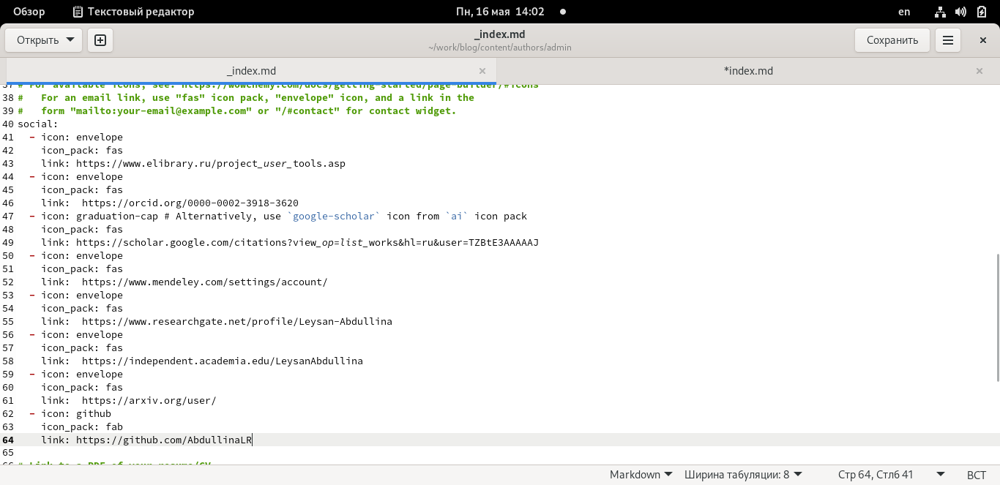 Обзор Текстовый редактор Пн, 16 мая 14:02 en
Открыть _index.md Сохранить
~/work/blog/content/authors/admin
_index.md *index.md
37 # For available icons, see: https://wowchemy.com/docs/getting-started/page-builder/#icons
38 #   For an email link, use "fas" icon pack, "envelope" icon, and a link in the
39 #   form "mailto:your-email@example.com" or "/#contact" for contact widget.
40 social:
41   - icon: envelope
42     icon_pack: fas
43     link: https://www.elibrary.ru/project_user_tools.asp
44   - icon: envelope
45     icon_pack: fas
46     link:  https://orcid.org/0000-0002-3918-3620
47   - icon: graduation-cap # Alternatively, use `google-scholar` icon from `ai` icon pack
48     icon_pack: fas
49     link: https://scholar.google.com/citations?view_op=list_works&hl=ru&user=TZBtE3AAAAAJ
50   - icon: envelope
51     icon_pack: fas
52     link:  https://www.mendeley.com/settings/account/
53   - icon: envelope
54     icon_pack: fas
55     link:  https://www.researchgate.net/profile/Leysan-Abdullina
56   - icon: envelope
57     icon_pack: fas
58     link:  https://independent.academia.edu/LeysanAbdullina
59   - icon: envelope
60     icon_pack: fas
61     link:  https://arxiv.org/user/
62   - icon: github
63     icon_pack: fab
64     link: https://github.com/AbdullinaLR
65
66 # Link to a PDF of your resume/CV
Markdown Ширина табуляции: 8 Стр 64, Стлб 41 ВСТ